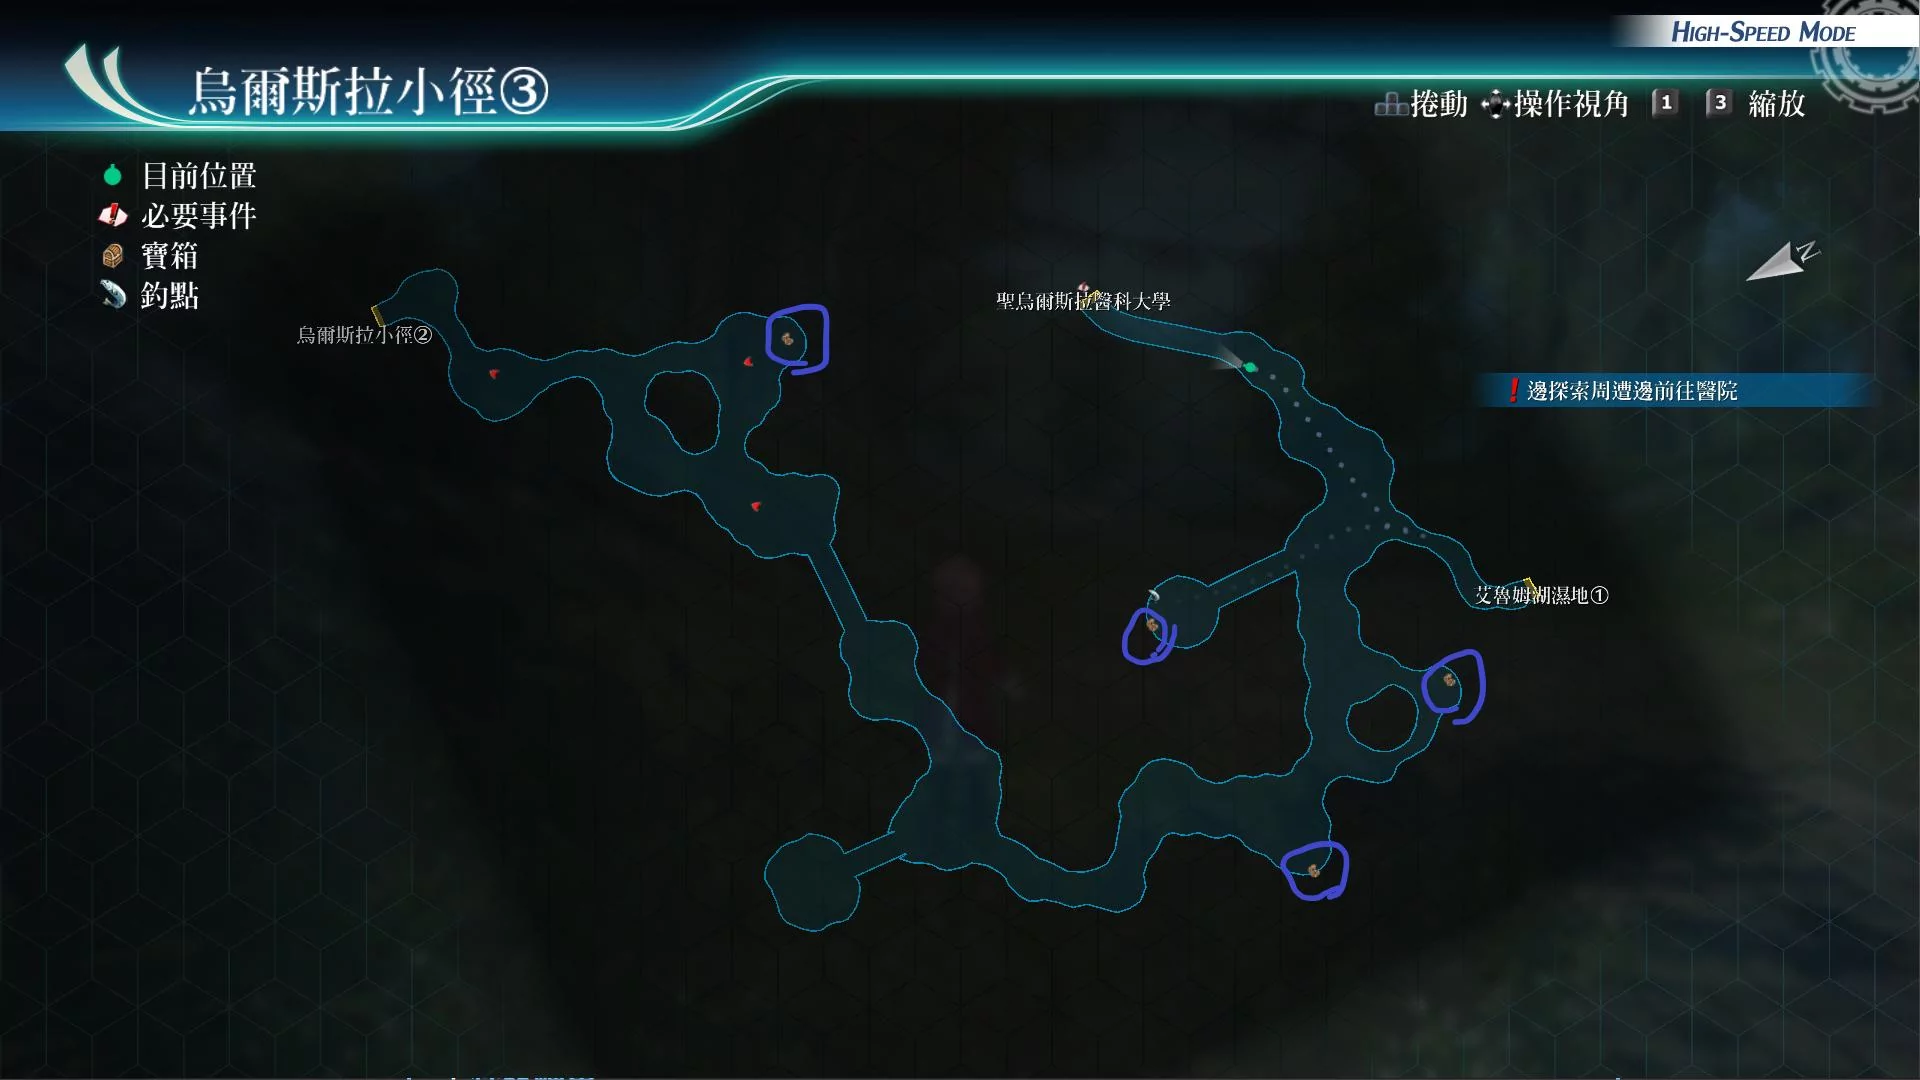 HIGH-SPEED MODE
烏爾斯拉小徑③
捲動 操作視角 1 3 縮放
目前位置
必要事件
寶箱
釣點
N
聖烏爾斯拉醫科大學
烏爾斯拉小徑②
邊探索周遭邊前往醫院
艾魯姆湖濕地①